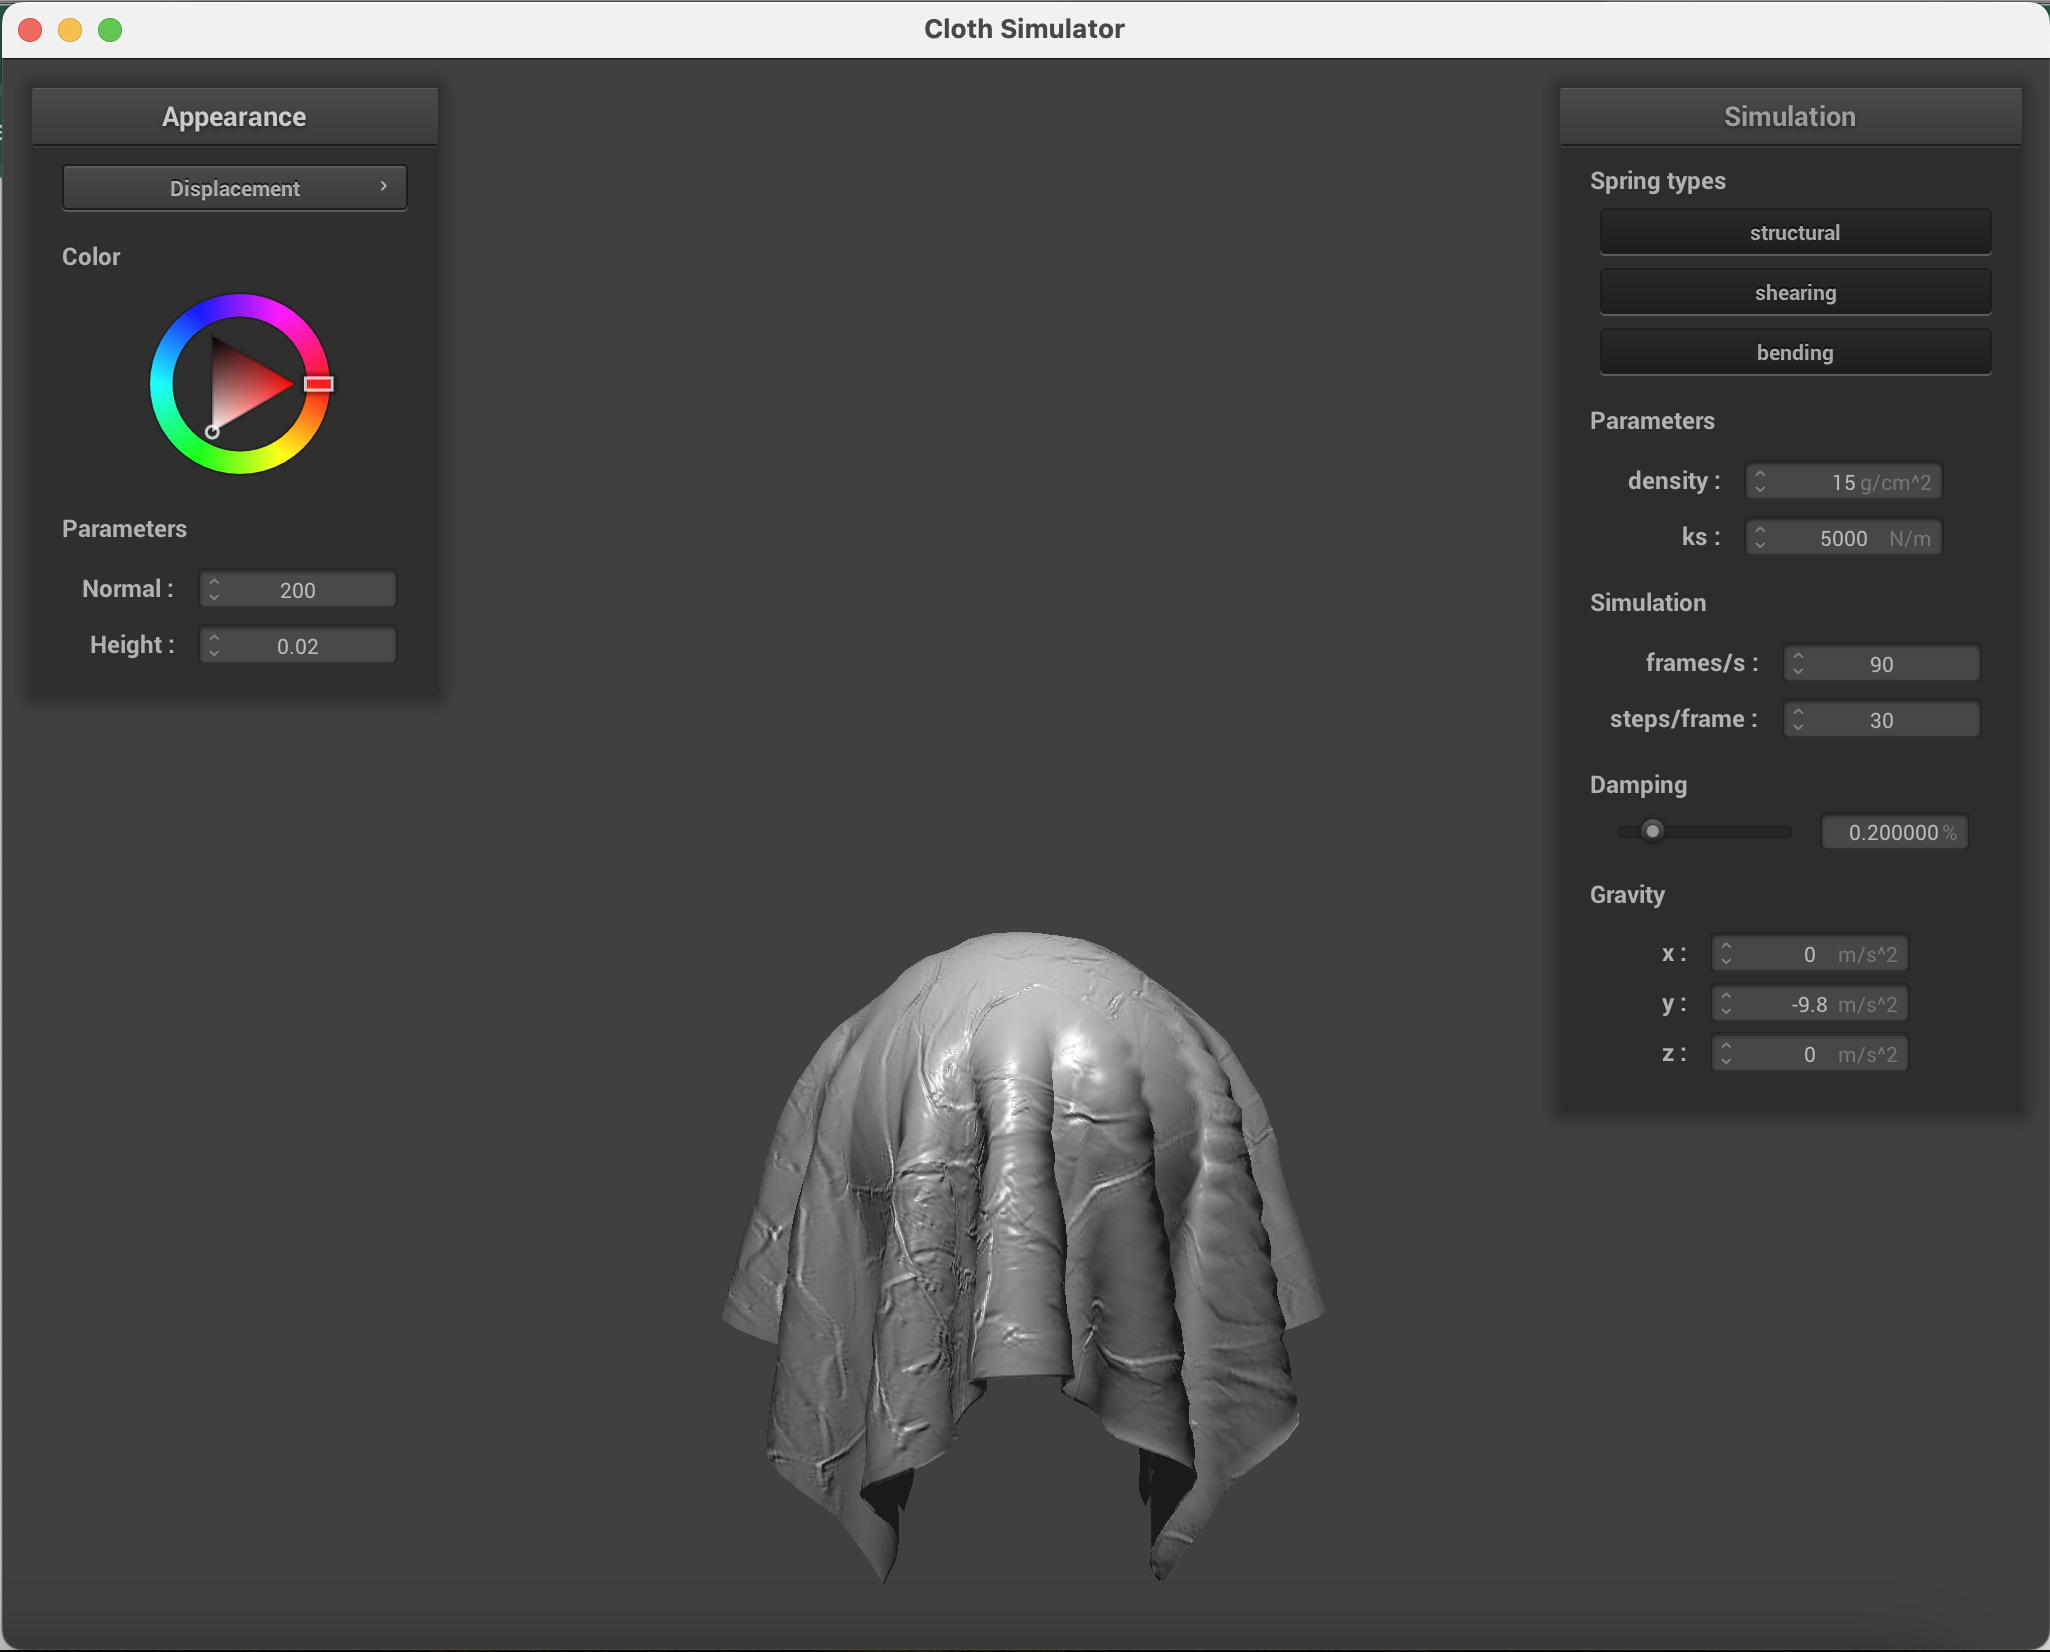 Cloth Simulator
Appearance
Displacement
Color
Parameters
Normal : 200
Height : 0.02
Simulation
Spring types
structural
shearing
bending
Parameters
density : 15 g/cm^2
ks : 5000 N/m
Simulation
frames/s : 90
steps/frame : 30
Damping
0.200000 %
Gravity
x : 0 m/s^2
y : -9.8 m/s^2
z : 0 m/s^2